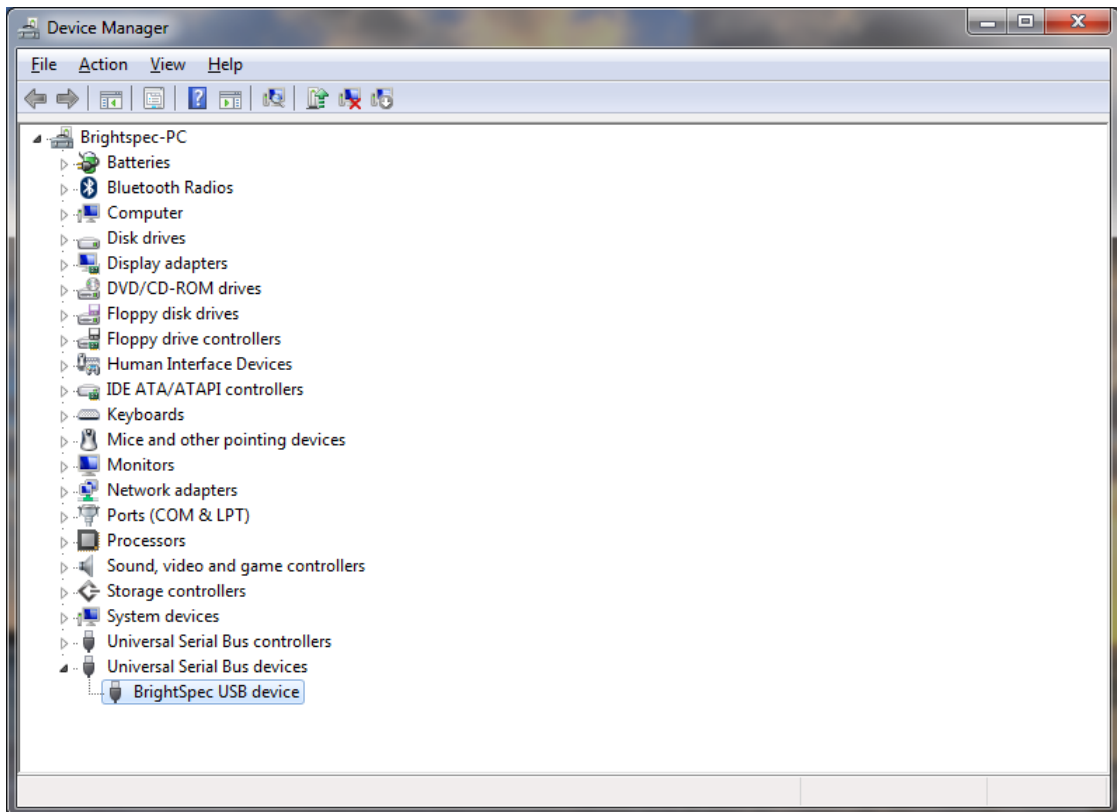 Device Manager
File Action View Help
Brightspec-PC
Batteries
Bluetooth Radios
Computer
Disk drives
Display adapters
DVD/CD-ROM drives
Floppy disk drives
Floppy drive controllers
Human Interface Devices
IDE ATA/ATAPI controllers
Keyboards
Mice and other pointing devices
Monitors
Network adapters
Ports (COM & LPT)
Processors
Sound, video and game controllers
Storage controllers
System devices
Universal Serial Bus controllers
Universal Serial Bus devices
BrightSpec USB device